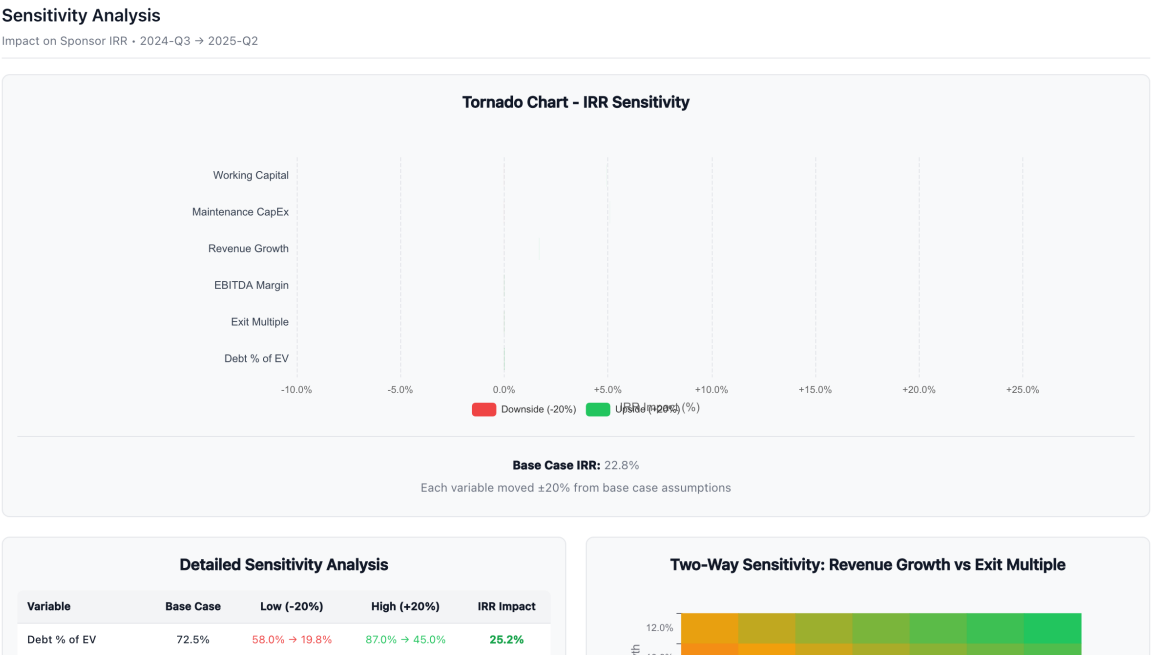 Sensitivity Analysis
Impact on Sponsor IRR • 2024-Q3 → 2025-Q2
Tornado Chart - IRR Sensitivity
Working Capital
Maintenance CapEx
Revenue Growth
EBITDA Margin
Exit Multiple
Debt % of EV
-10.0% -5.0% 0.0% +5.0% +10.0% +15.0% +20.0% +25.0%
Downside (-20%) Upside (+20%) IRR Impact (%)
Base Case IRR: 22.8%
Each variable moved ±20% from base case assumptions
Detailed Sensitivity Analysis
Variable Base Case Low (-20%) High (+20%) IRR Impact
Debt % of EV 72.5% 58.0% → 19.8% 87.0% → 45.0% 25.2%
Two-Way Sensitivity: Revenue Growth vs Exit Multiple
12.0%